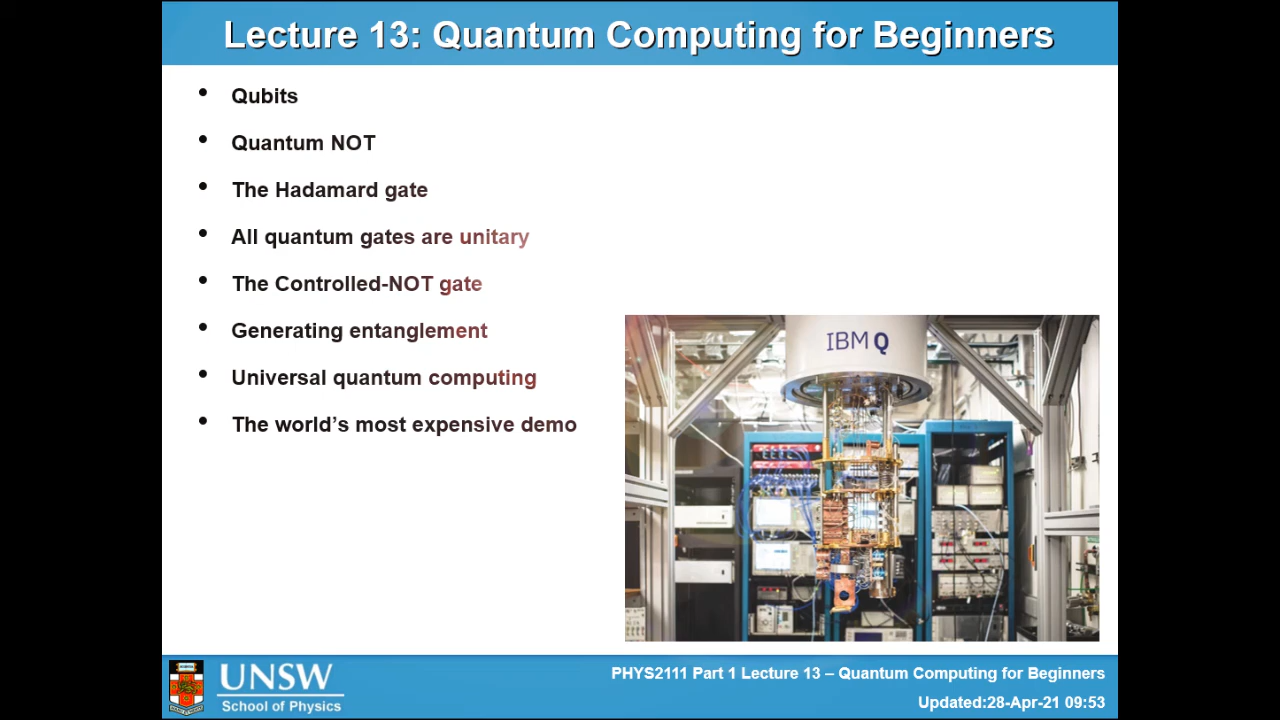 Lecture 13: Quantum Computing for Beginners
• Qubits
• Quantum NOT
• The Hadamard gate
• All quantum gates are unitary
• The Controlled-NOT gate
• Generating entanglement
• Universal quantum computing
• The world’s most expensive demo
IBM Q
UNSW
School of Physics
PHYS2111 Part 1 Lecture 13 – Quantum Computing for Beginners
Updated:28-Apr-21 09:53